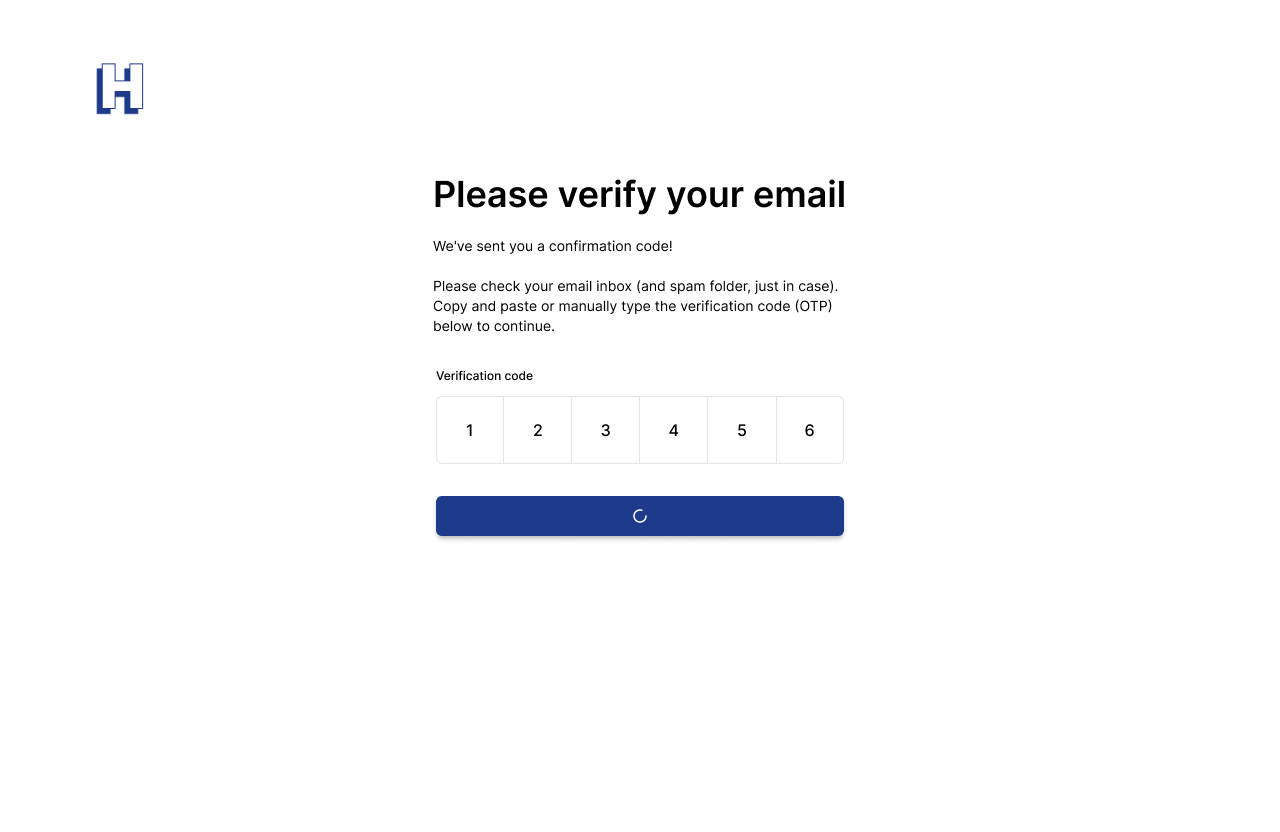 H
Please verify your email
We've sent you a confirmation code!
Please check your email inbox (and spam folder, just in case).
Copy and paste or manually type the verification code (OTP)
below to continue.
Verification code
1 2 3 4 5 6